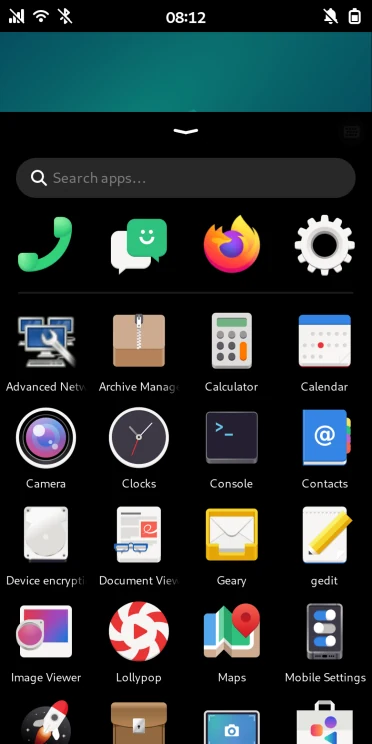 08:12
Search apps...
Advanced Netw
Archive Manag
Calculator
Calendar
Camera
Clocks
Console
Contacts
Device encrypti
Document View
Geary
gedit
Image Viewer
Lollypop
Maps
Mobile Settings